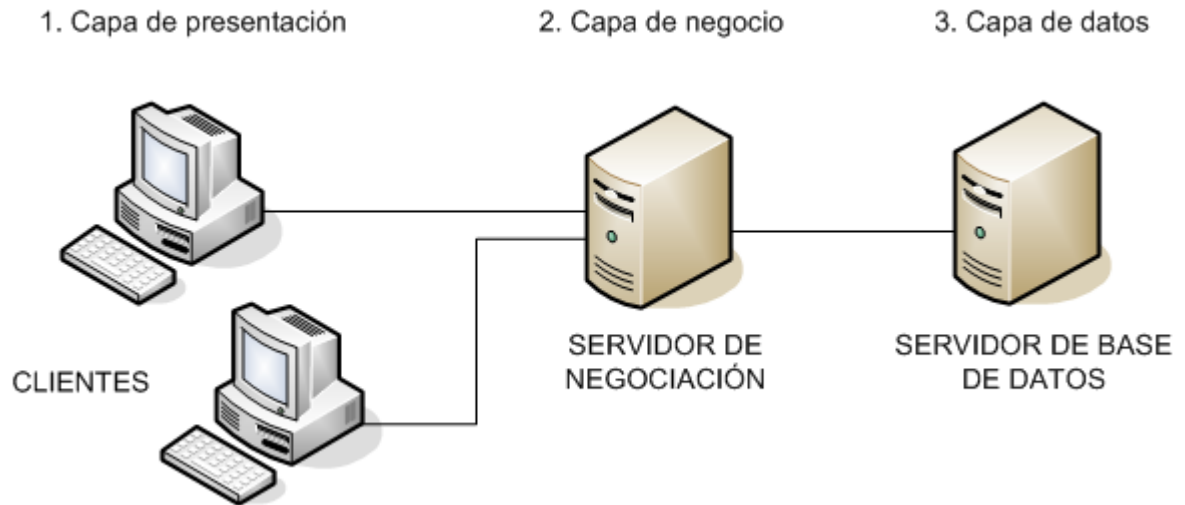 1. Capa de presentación
2. Capa de negocio
3. Capa de datos
CLIENTES
SERVIDOR DE
NEGOCIACIÓN
SERVIDOR DE BASE
DE DATOS